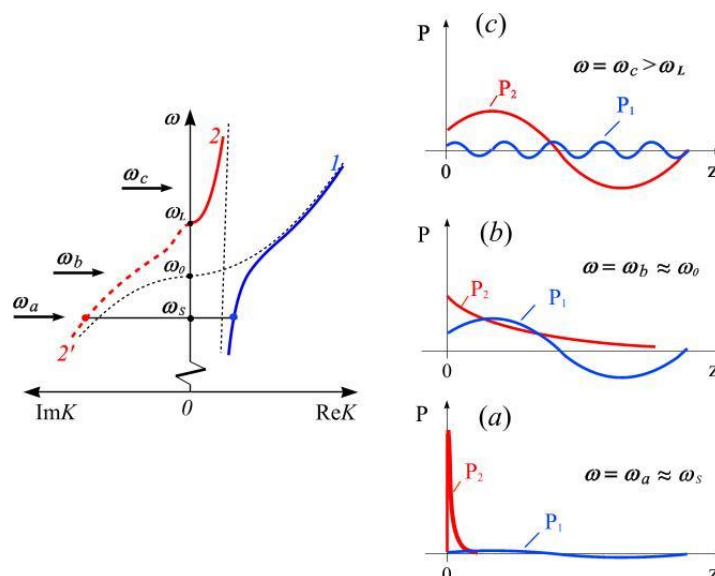 ω
2
1
ω_c
ω_L
ω_b
ω_0
ω_a
ω_s
2'
ImK
0
ReK
(c)
P
ω = ω_c > ω_L
P_2
P_1
0
Z
(b)
P
ω = ω_b ≈ ω_0
P_2
P_1
0
Z
(a)
P
ω = ω_a ≈ ω_s
P_2
P_1
0
Z